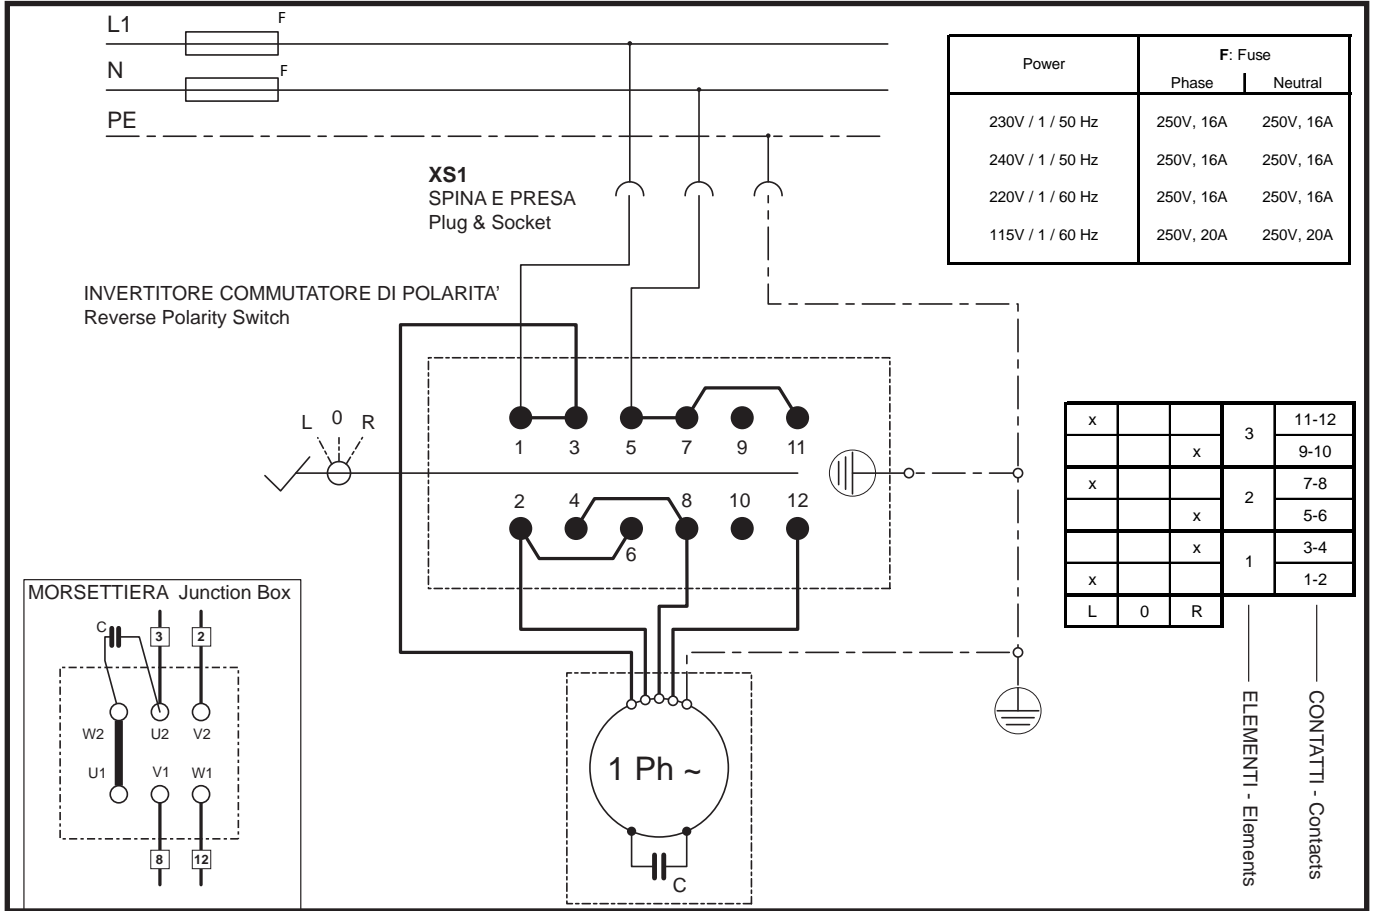 L1
F
N
F
PE
XS1
SPINA E PRESA
Plug & Socket
Power
F: Fuse
Phase Neutral
230V / 1 / 50 Hz 250V, 16A 250V, 16A
240V / 1 / 50 Hz 250V, 16A 250V, 16A
220V / 1 / 60 Hz 250V, 16A 250V, 16A
115V / 1 / 60 Hz 250V, 20A 250V, 20A
INVERTITORE COMMUTATORE DI POLARITA'
Reverse Polarity Switch
L 0 R
1 3 5 7 9 11
2 4 8 10 12
6
x 3 11-12
x 9-10
x 2 7-8
x 5-6
x 1 3-4
x 1-2
L 0 R
ELEMENTI - Elements
CONTATTI - Contacts
MORSETTIERA Junction Box
C
3 2
W2 U2 V2
U1 V1 W1
8 12
1 Ph ~
C